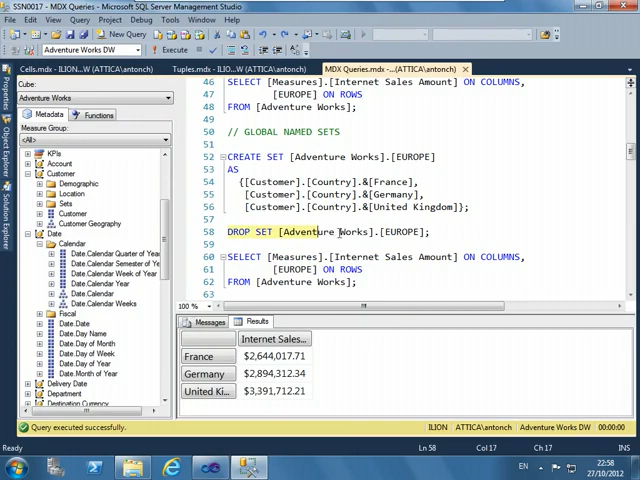 SSN0017 - MDX Queries - Microsoft SQL Server Management Studio
File Edit View Query Project Debug Tools Window Help
New Query
Adventure Works DW
Execute
Cells.mdx - ILION...W (ATTICA\antonch)
Tuples.mdx - ILIO...W (ATTICA\antonch)
MDX Queries.mdx -...(ATTICA\antonch)
Properties
Object Explorer
Solution Explorer
Cube:
Adventure Works
Metadata
Functions
Measure Group:
<All>
KPIs
Account
Customer
Demographic
Location
Sets
Customer
Customer Geography
Date
Calendar
Calendar Quarter of Year
Calendar Semester of Year
Calendar Week of Year
Calendar Year
Calendar
Calendar Weeks
Fiscal
Date.Date
Date.Day Name
Date.Day of Month
Date.Day of Week
Date.Day of Year
Date.Month of Year
Delivery Date
Department
Destination Currency
46 SELECT [Measures].[Internet Sales Amount] ON COLUMNS,
47 [EUROPE] ON ROWS
48 FROM [Adventure Works];
49
50 // GLOBAL NAMED SETS
51
52 CREATE SET [Adventure Works].[EUROPE]
53 AS
54 {[Customer].[Country].&[France],
55 [Customer].[Country].&[Germany],
56 [Customer].[Country].&[United Kingdom]};
57
58 DROP SET [Adventure Works].[EUROPE];
59
60 SELECT [Measures].[Internet Sales Amount] ON COLUMNS,
61 [EUROPE] ON ROWS
62 FROM [Adventure Works];
63
100 %
Messages
Results
Internet Sales...
France $2,644,017.71
Germany $2,894,312.34
United Ki... $3,391,712.21
Query executed successfully.
ILION
ATTICA\antonch
Adventure Works DW
00:00:00
Ready
Ln 58
Col 17
Ch 17
INS
EN
22:58
27/10/2012